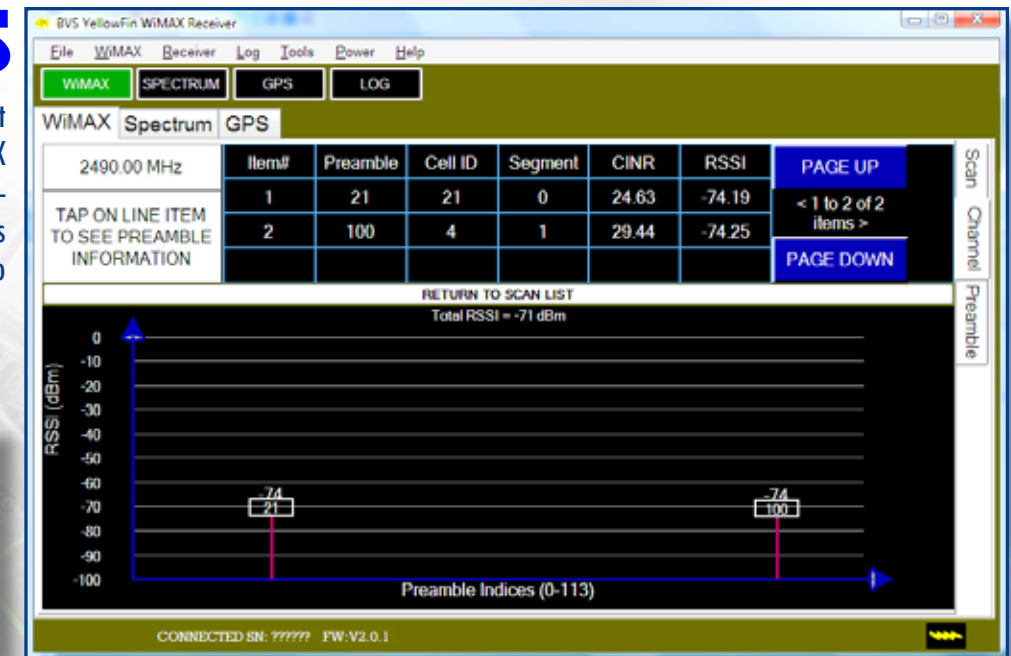 BVS YellowFin WiMAX Receiver
File WiMAX Receiver Log Tools Power Help
WiMAX SPECTRUM GPS LOG
WiMAX Spectrum GPS
2490.00 MHz
TAP ON LINE ITEM
TO SEE PREAMBLE
INFORMATION
Item# Preamble Cell ID Segment CINR RSSI
1 21 21 0 24.63 -74.19
2 100 4 1 29.44 -74.25
PAGE UP
< 1 to 2 of 2
items >
PAGE DOWN
Scan
Channel
Preamble
RETURN TO SCAN LIST
Total RSSI = -71 dBm
RSSI (dBm)
0
-10
-20
-30
-40
-50
-60
-70
-80
-90
-100
-74
21
-74
100
Preamble Indices (0-113)
CONNECTED SN: ?????? FW:V2.0.1